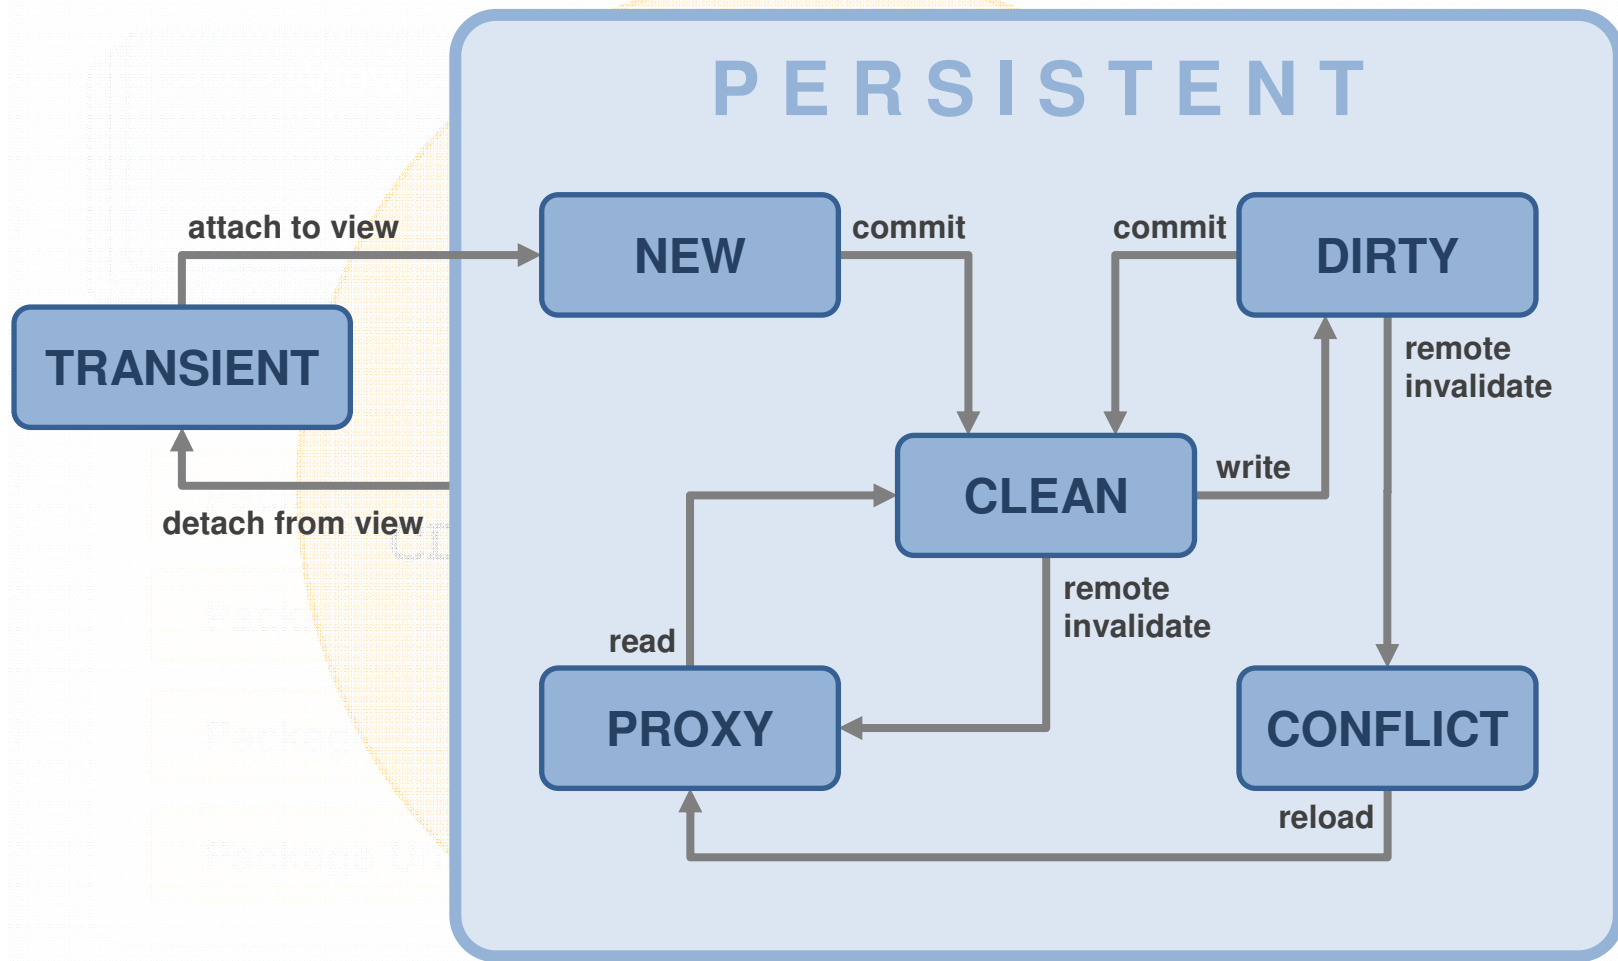 PERSISTENT
attach to view
NEW
commit
commit
DIRTY
TRANSIENT
remote
invalidate
detach from view
CLEAN
write
remote
invalidate
read
PROXY
CONFLICT
reload